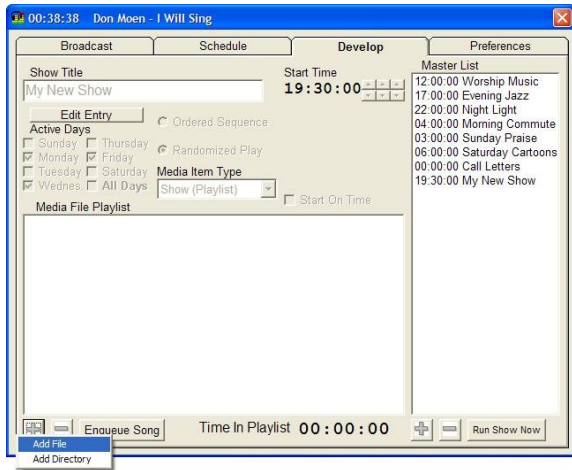 00:38:38 Don Moen - I Will Sing
Broadcast Schedule Develop Preferences
Show Title
My New Show
Start Time
19:30:00
Edit Entry
Active Days
Sunday Thursday
Monday Friday
Tuesday Saturday
Wednes. All Days
Ordered Sequence
Randomized Play
Media Item Type
Show (Playlist)
Start On Time
Media File Playlist
Master List
12:00:00 Worship Music
17:00:00 Evening Jazz
22:00:00 Night Light
04:00:00 Morning Commute
03:00:00 Sunday Praise
06:00:00 Saturday Cartoons
00:00:00 Call Letters
19:30:00 My New Show
Enqueue Song
Time In Playlist 00:00:00
Run Show Now
Add File
Add Directory